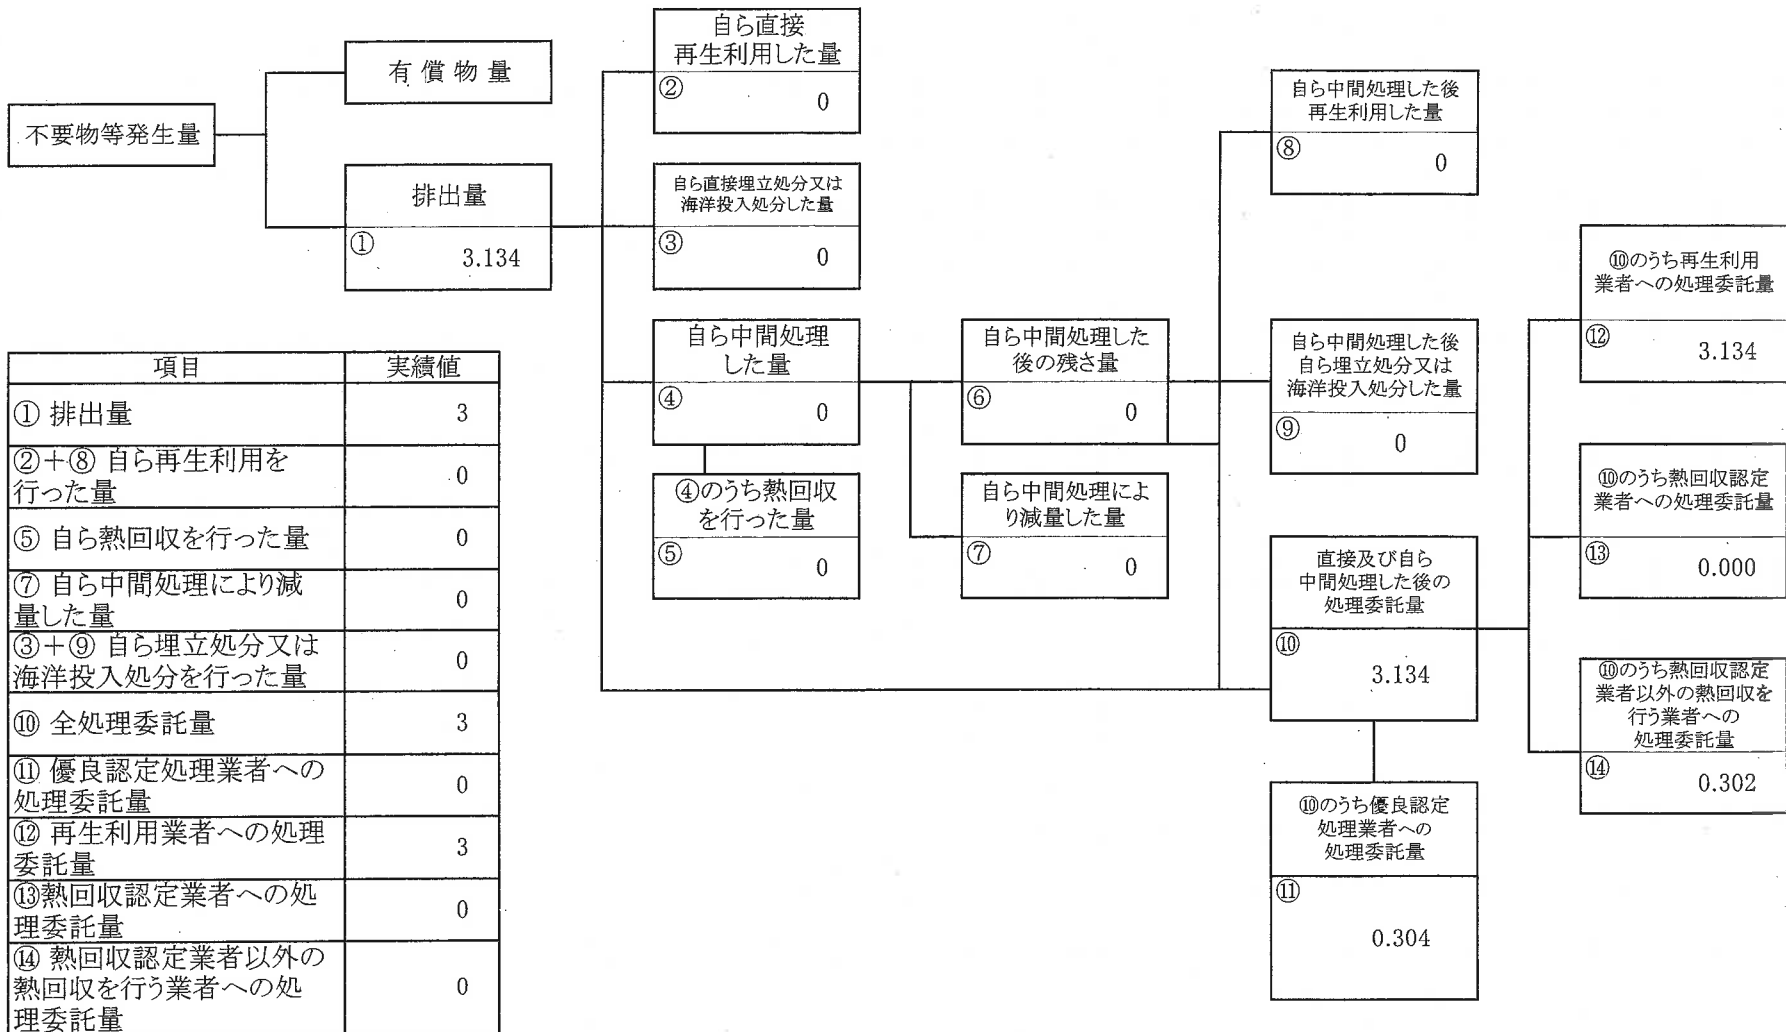 不要物等発生量
有償物量
排出量
①
3.134
自ら直接
再生利用した量
②
0
自ら直接埋立処分又は
海洋投入処分した量
③
0
自ら中間処理
した量
④
0
④のうち熱回収
を行った量
⑤
0
自ら中間処理した
後の残さ量
⑥
0
自ら中間処理によ
り減量した量
⑦
0
自ら中間処理した後
再生利用した量
⑧
0
自ら中間処理した後
自ら埋立処分又は
海洋投入処分した量
⑨
0
直接及び自ら
中間処理した後の
処理委託量
⑩
3.134
⑩のうち優良認定
処理業者への
処理委託量
⑪
0.304
⑩のうち再生利用
業者への処理委託量
⑫
3.134
⑩のうち熱回収認定
業者への処理委託量
⑬
0.000
⑩のうち熱回収認定
業者以外の熱回収を
行う業者への
処理委託量
⑭
0.302
項目 実績値
① 排出量 3
②+⑧ 自ら再生利用を
行った量 0
⑤ 自ら熱回収を行った量 0
⑦ 自ら中間処理により減
量した量 0
③+⑨ 自ら埋立処分又は
海洋投入処分を行った量 0
⑩ 全処理委託量 3
⑪ 優良認定処理業者への
処理委託量 0
⑫ 再生利用業者への処理
委託量 3
⑬熱回収認定業者への処
理委託量 0
⑭ 熱回収認定業者以外の
熱回収を行う業者への処
理委託量 0